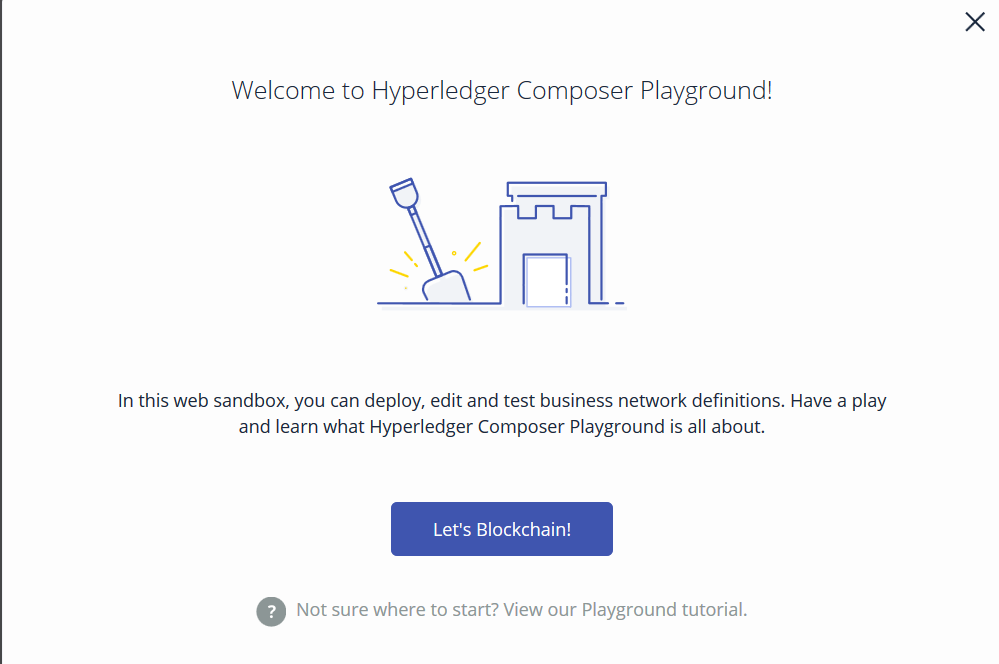 Welcome to Hyperledger Composer Playground!
In this web sandbox, you can deploy, edit and test business network definitions. Have a play
and learn what Hyperledger Composer Playground is all about.
Let's Blockchain!
? Not sure where to start? View our Playground tutorial.